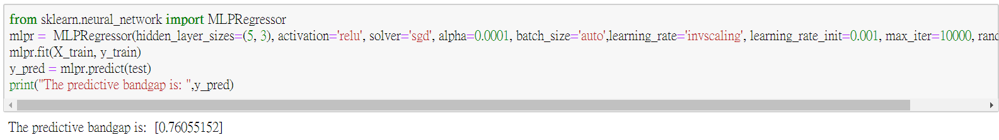 from sklearn.neural_network import MLPRegressor
mlpr =  MLPRegressor(hidden_layer_sizes=(5, 3), activation='relu', solver='sgd', alpha=0.0001, batch_size='auto',learning_rate='invscaling', learning_rate_init=0.001, max_iter=10000,
mlpr.fit(X_train, y_train)
y_pred = mlpr.predict(test)
print("The predictive bandgap is: ",y_pred)
The predictive bandgap is:  [0.76055152]